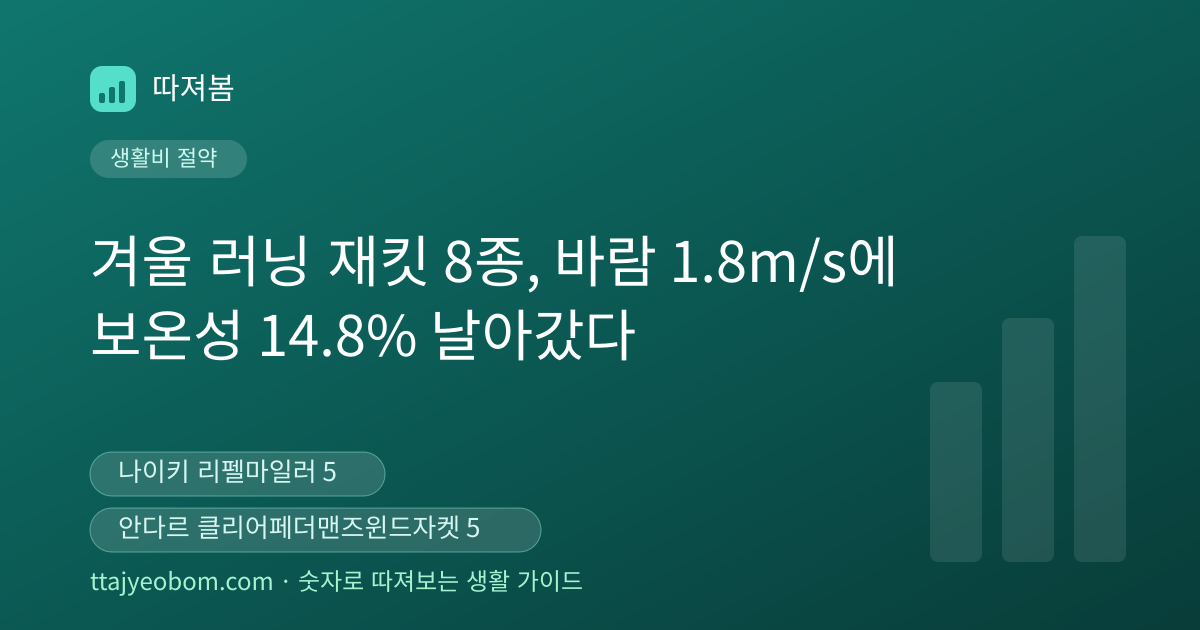 따져봄
생활비 절약
겨울 러닝 재킷 8종, 바람 1.8m/s에
보온성 14.8% 날아갔다
나이키 리펠마일러 5
안다르 클리어페더맨즈윈드자켓 5
ttajyeobom.com · 숫자로 따져보는 생활 가이드